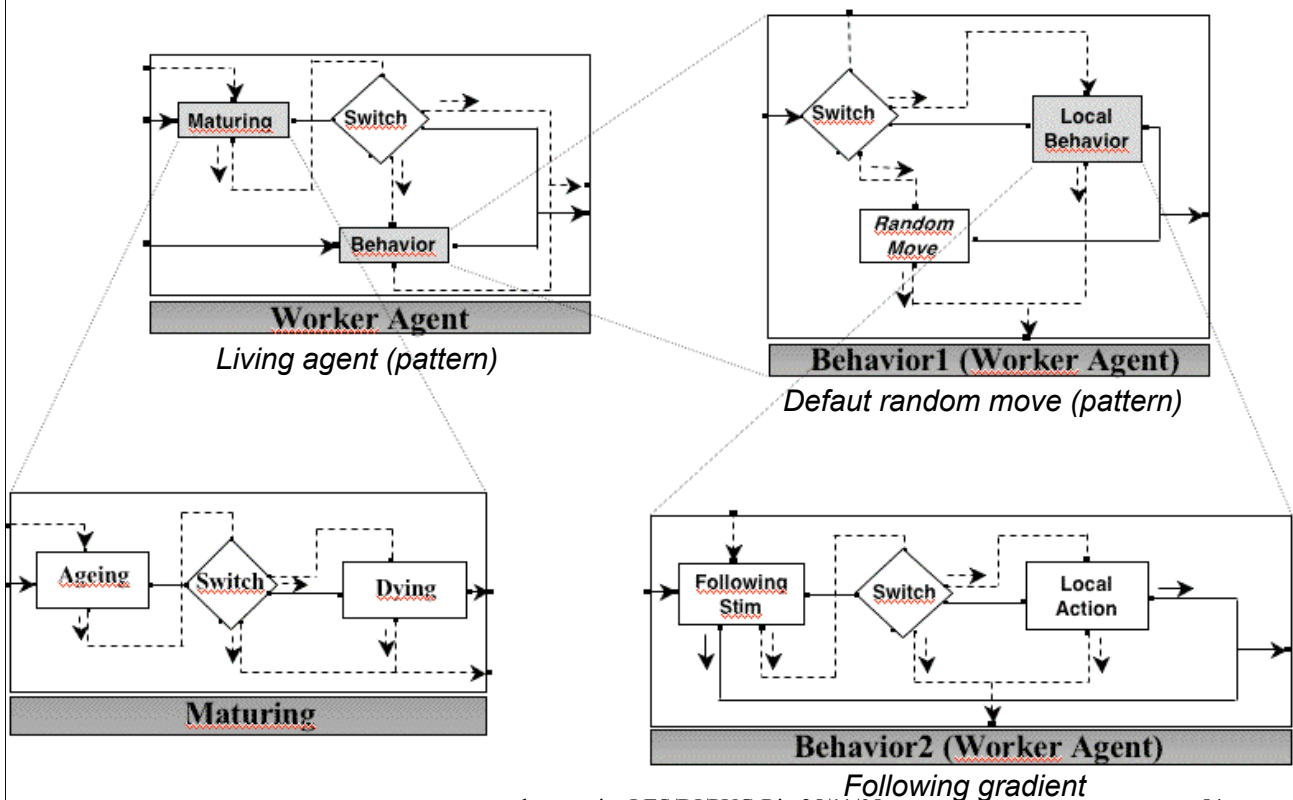 Maturing
Switch
Behavior
Worker Agent
Living agent (pattern)
Switch
Local
Behavior
Random
Move
Behavior1 (Worker Agent)
Defaut random move (pattern)
Ageing
Switch
Dying
Maturing
Following
Stim
Switch
Local
Action
Behavior2 (Worker Agent)
Following gradient